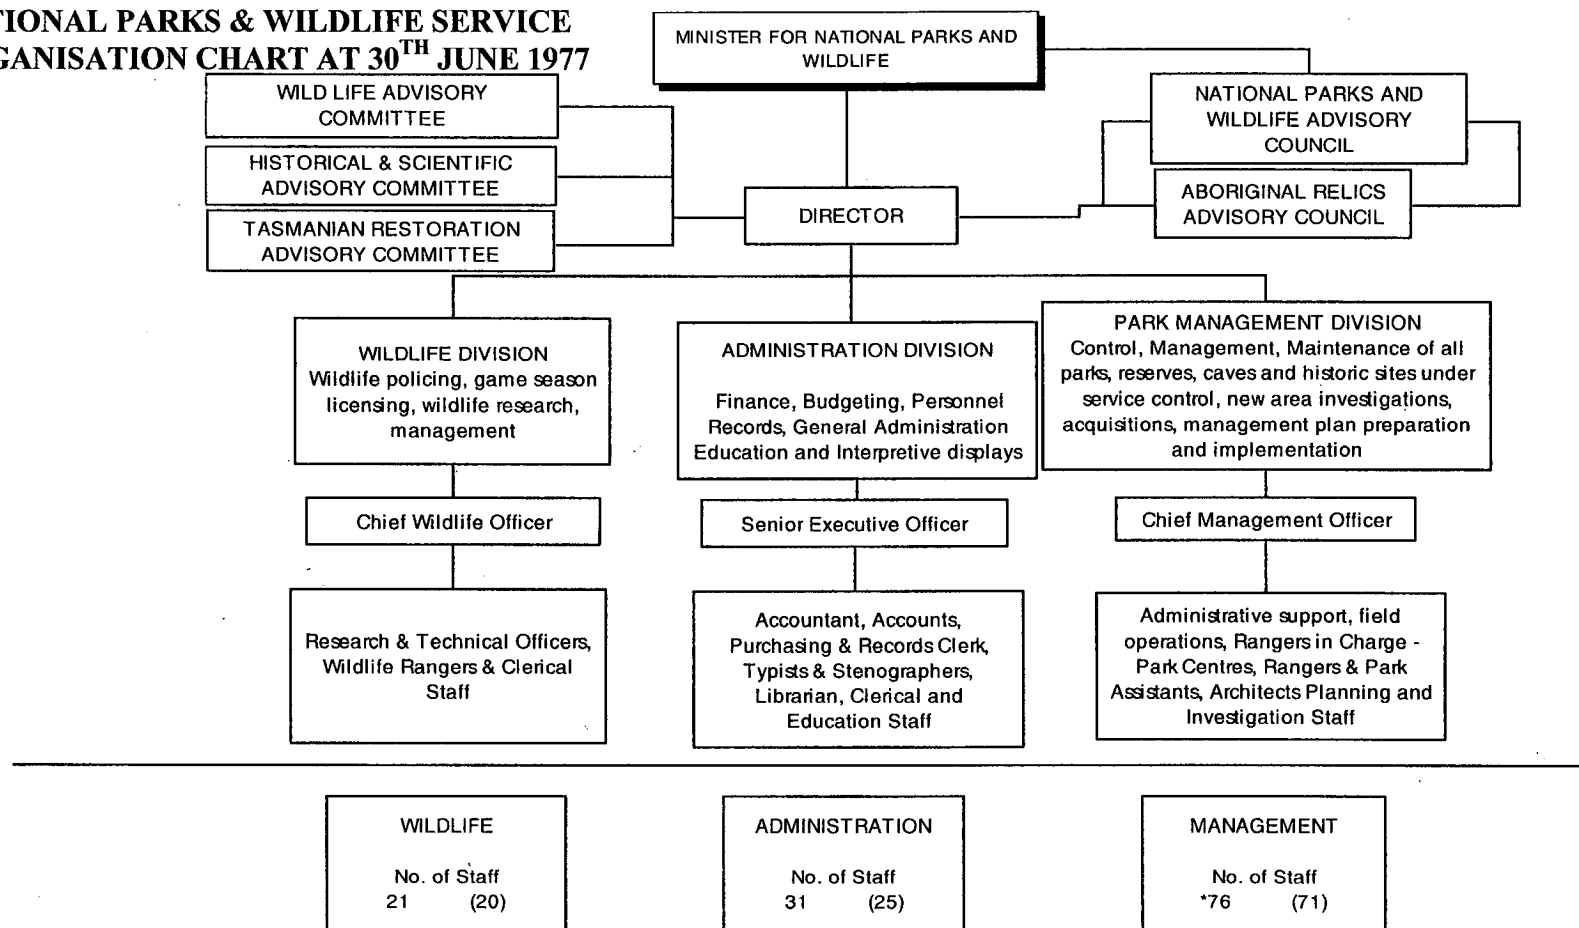 TIONAL PARKS & WILDLIFE SERVICE
GANISATION CHART AT 30TH JUNE 1977
MINISTER FOR NATIONAL PARKS AND
WILDLIFE
WILD LIFE ADVISORY
COMMITTEE
HISTORICAL & SCIENTIFIC
ADVISORY COMMITTEE
TASMANIAN RESTORATION
ADVISORY COMMITTEE
DIRECTOR
NATIONAL PARKS AND
WILDLIFE ADVISORY
COUNCIL
ABORIGINAL RELICS
ADVISORY COUNCIL
WILDLIFE DIVISION
Wildlife policing, game season
licensing, wildlife research,
management
ADMINISTRATION DIVISION
Finance, Budgeting, Personnel
Records, General Administration
Education and Interpretive displays
PARK MANAGEMENT DIVISION
Control, Management, Maintenance of all
parks, reserves, caves and historic sites under
service control, new area investigations,
acquisitions, management plan preparation
and implementation
Chief Wildlife Officer
Senior Executive Officer
Chief Management Officer
Research & Technical Officers,
Wildlife Rangers & Clerical
Staff
Accountant, Accounts,
Purchasing & Records Clerk,
Typists & Stenographers,
Librarian, Clerical and
Education Staff
Administrative support, field
operations, Rangers in Charge -
Park Centres, Rangers & Park
Assistants, Architects Planning and
Investigation Staff
WILDLIFE
No. of Staff
21 (20)
ADMINISTRATION
No. of Staff
31 (25)
MANAGEMENT
No. of Staff
*76 (71)